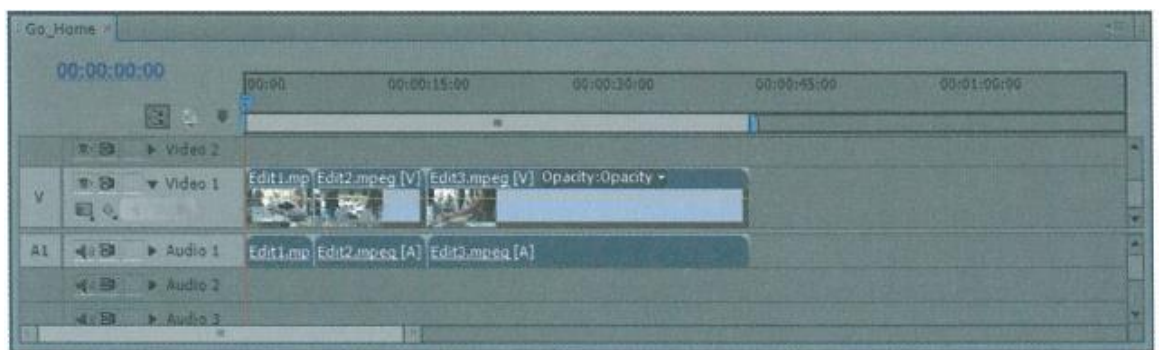 Go_Home ×
00:00:00:00
00:00 00:00:15:00 00:00:30:00 00:00:45:00 00:01:00:00
Video 2
V Video 1 Edit1.mp Edit2.mpeg [V] Edit3.mpeg [V] Opacity:Opacity
A1 Audio 1 Edit1.mp Edit2.mpeg [A] Edit3.mpeg [A]
Audio 2
Audio 3